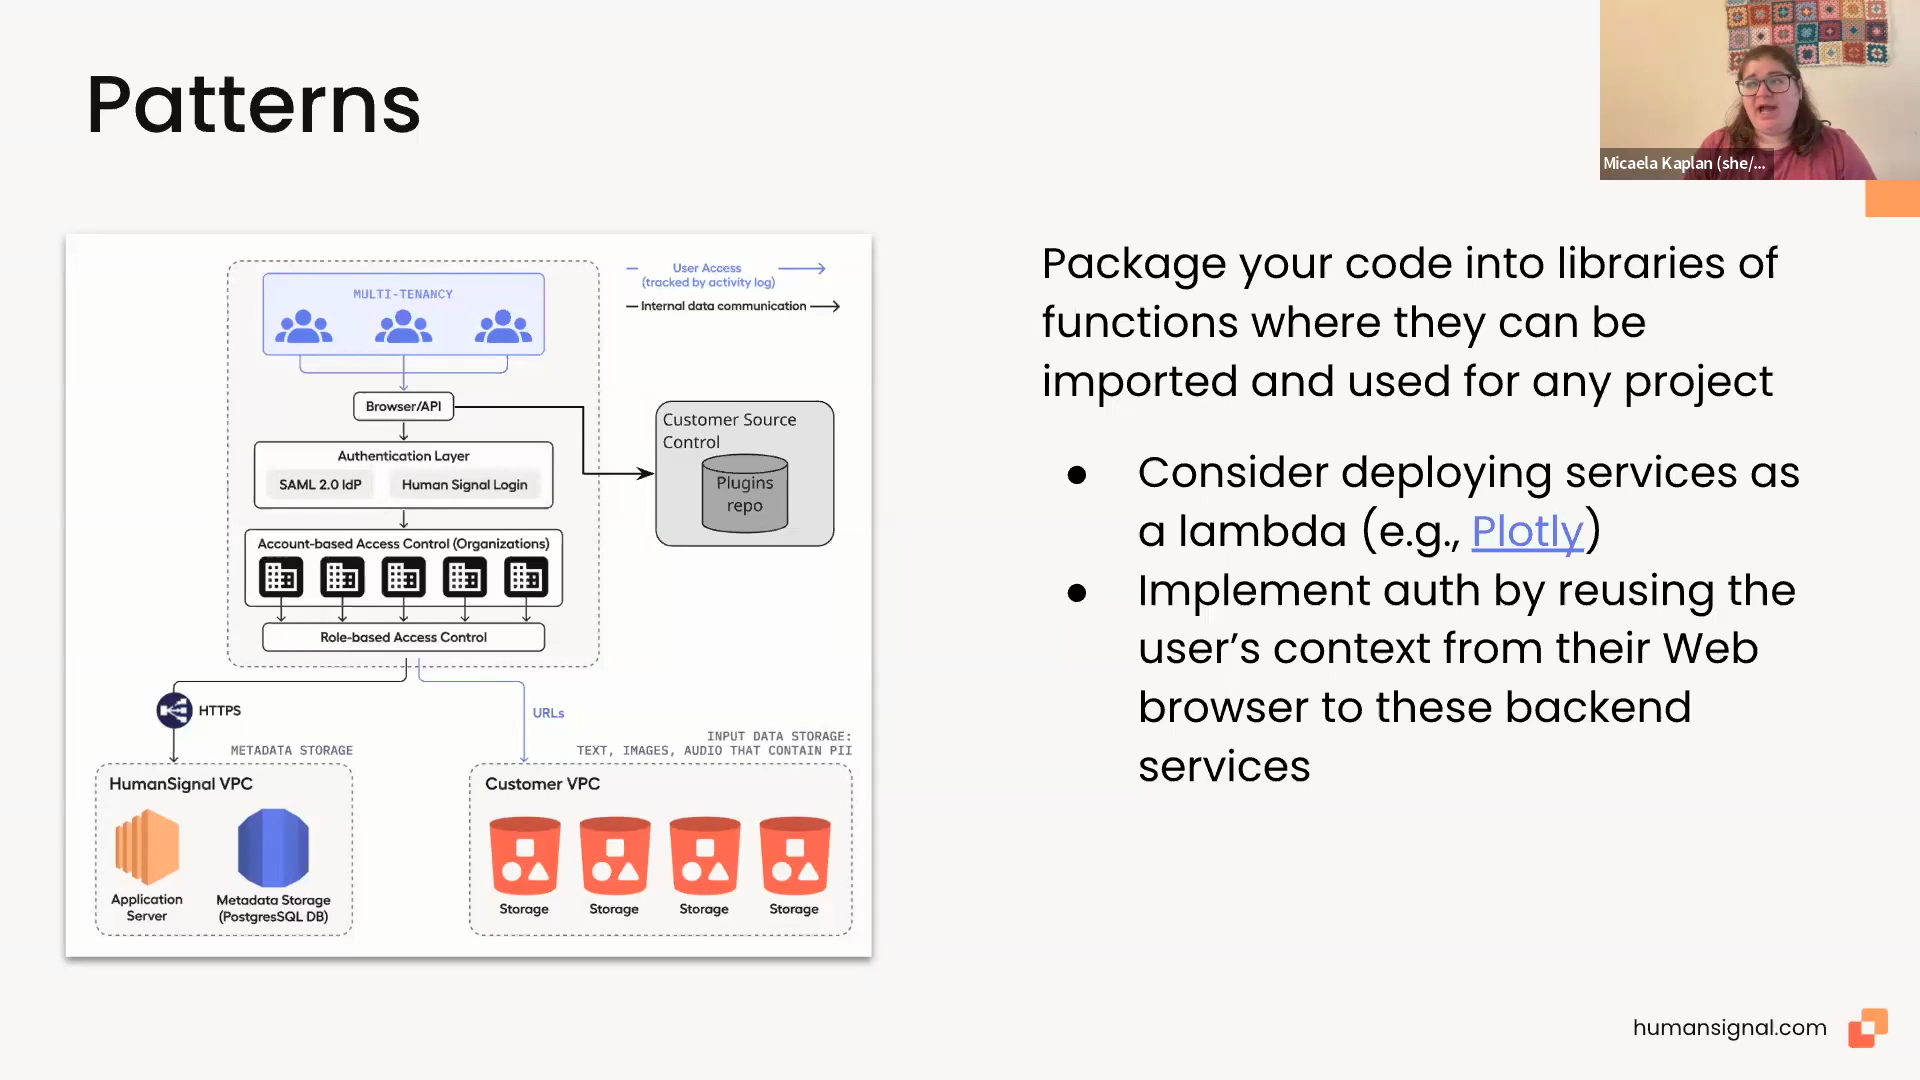 Patterns
Micaela Kaplan (she/...
MULTI-TENANCY
User Access
(tracked by activity log)
Internal data communication
Browser/API
Authentication Layer
SAML 2.0 IdP
Human Signal Login
Account-based Access Control (Organizations)
Role-based Access Control
Customer Source
Control
Plugins
repo
HTTPS
URLs
METADATA STORAGE
INPUT DATA STORAGE:
TEXT, IMAGES, AUDIO THAT CONTAIN PII
HumanSignal VPC
Application
Server
Metadata Storage
(PostgresSQL DB)
Customer VPC
Storage
Storage
Storage
Storage
Package your code into libraries of
functions where they can be
imported and used for any project
● Consider deploying services as
a lambda (e.g., Plotly)
● Implement auth by reusing the
user’s context from their Web
browser to these backend
services
humansignal.com